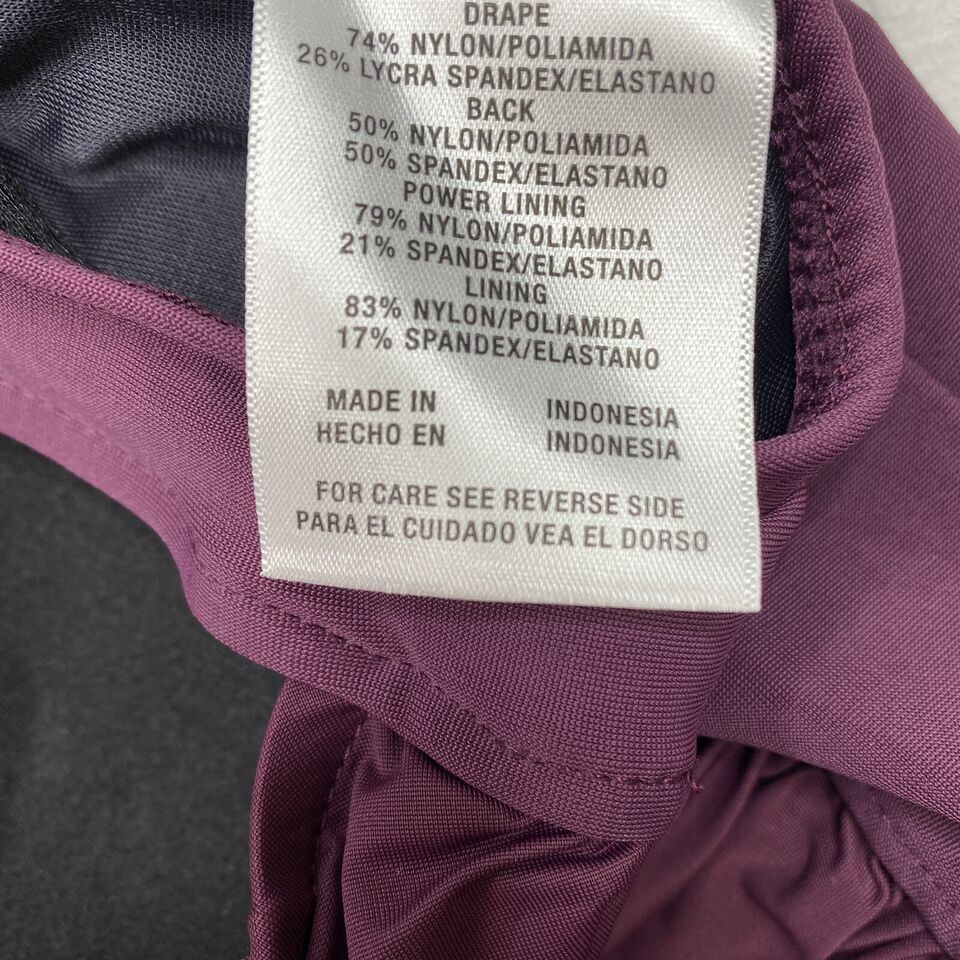 DRAPE
74% NYLON/POLIAMIDA
26% LYCRA SPANDEX/ELASTANO
BACK
50% NYLON/POLIAMIDA
50% SPANDEX/ELASTANO
POWER LINING
79% NYLON/POLIAMIDA
21% SPANDEX/ELASTANO
LINING
83% NYLON/POLIAMIDA
17% SPANDEX/ELASTANO
MADE IN INDONESIA
HECHO EN INDONESIA
FOR CARE SEE REVERSE SIDE
PARA EL CUIDADO VEA EL DORSO